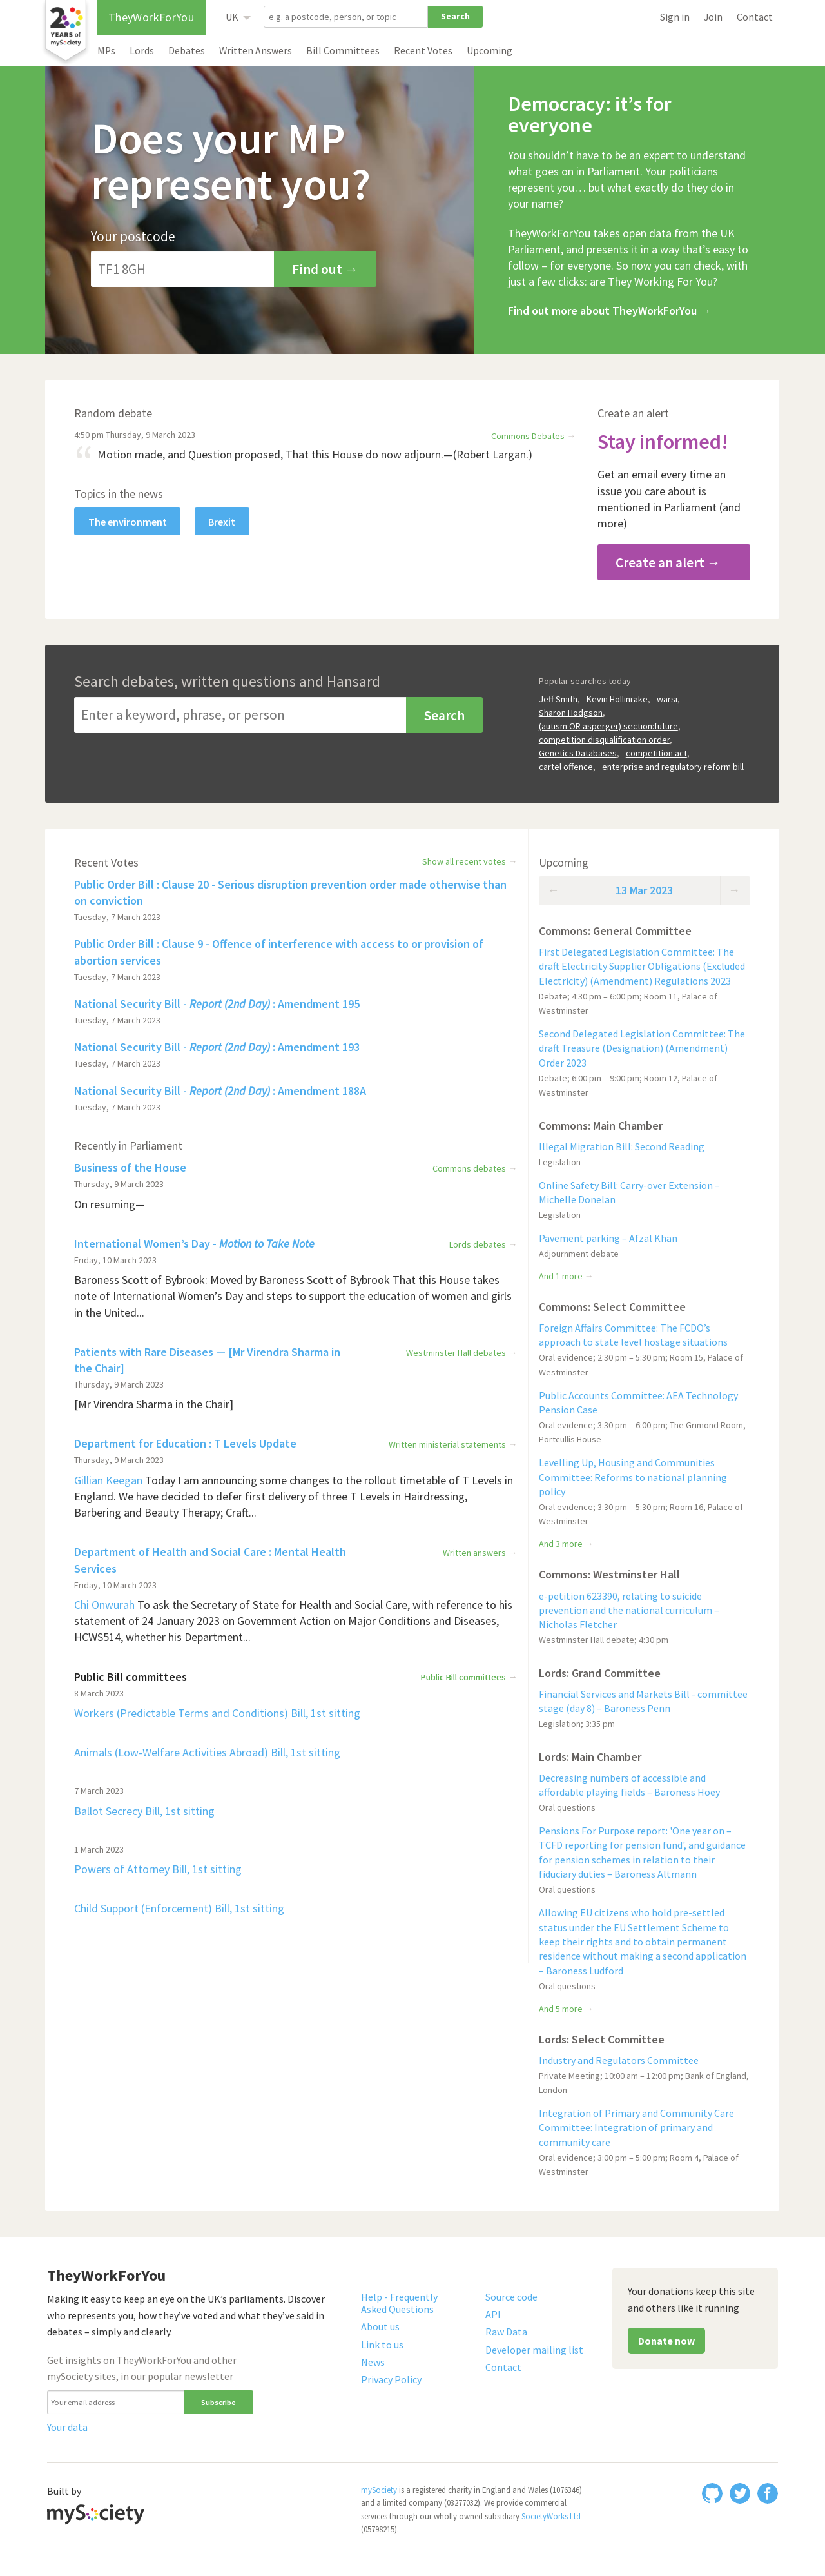 20
YEARS of
mySociety
TheyWorkForYou
UK
e.g. a postcode, person, or topic
Search
Sign in
Join
Contact
MPs
Lords
Debates
Written Answers
Bill Committees
Recent Votes
Upcoming
Does your MP
represent you?
Your postcode
TF1 8GH
Find out →
Democracy: it’s for
everyone
You shouldn’t have to be an expert to understand
what goes on in Parliament. Your politicians
represent you… but what exactly do they do in
your name?
TheyWorkForYou takes open data from the UK
Parliament, and presents it in a way that’s easy to
follow – for everyone. So now you can check, with
just a few clicks: are They Working For You?
Find out more about TheyWorkForYou →
Random debate
4:50 pm Thursday, 9 March 2023
Commons Debates →
“ Motion made, and Question proposed, That this House do now adjourn.—(Robert Largan.)
Topics in the news
The environment
Brexit
Create an alert
Stay informed!
Get an email every time an
issue you care about is
mentioned in Parliament (and
more)
Create an alert →
Search debates, written questions and Hansard
Enter a keyword, phrase, or person
Search
Popular searches today
Jeff Smith, Kevin Hollinrake, warsi,
Sharon Hodgson,
(autism OR asperger) section:future,
competition disqualification order,
Genetics Databases, competition act,
cartel offence, enterprise and regulatory reform bill
Recent Votes
Show all recent votes →
Public Order Bill : Clause 20 - Serious disruption prevention order made otherwise than
on conviction
Tuesday, 7 March 2023
Public Order Bill : Clause 9 - Offence of interference with access to or provision of
abortion services
Tuesday, 7 March 2023
National Security Bill - Report (2nd Day) : Amendment 195
Tuesday, 7 March 2023
National Security Bill - Report (2nd Day) : Amendment 193
Tuesday, 7 March 2023
National Security Bill - Report (2nd Day) : Amendment 188A
Tuesday, 7 March 2023
Recently in Parliament
Business of the House
Commons debates →
Thursday, 9 March 2023
On resuming—
International Women’s Day - Motion to Take Note
Lords debates →
Friday, 10 March 2023
Baroness Scott of Bybrook: Moved by Baroness Scott of Bybrook That this House takes
note of International Women’s Day and steps to support the education of women and girls
in the United...
Patients with Rare Diseases — [Mr Virendra Sharma in
the Chair]
Westminster Hall debates →
Thursday, 9 March 2023
[Mr Virendra Sharma in the Chair]
Department for Education : T Levels Update
Written ministerial statements →
Thursday, 9 March 2023
Gillian Keegan Today I am announcing some changes to the rollout timetable of T Levels in
England. We have decided to defer first delivery of three T Levels in Hairdressing,
Barbering and Beauty Therapy; Craft...
Department of Health and Social Care : Mental Health
Services
Written answers →
Friday, 10 March 2023
Chi Onwurah To ask the Secretary of State for Health and Social Care, with reference to his
statement of 24 January 2023 on Government Action on Major Conditions and Diseases,
HCWS514, whether his Department...
Public Bill committees
Public Bill committees →
8 March 2023
Workers (Predictable Terms and Conditions) Bill, 1st sitting
Animals (Low-Welfare Activities Abroad) Bill, 1st sitting
7 March 2023
Ballot Secrecy Bill, 1st sitting
1 March 2023
Powers of Attorney Bill, 1st sitting
Child Support (Enforcement) Bill, 1st sitting
Upcoming
← 13 Mar 2023 →
Commons: General Committee
First Delegated Legislation Committee: The
draft Electricity Supplier Obligations (Excluded
Electricity) (Amendment) Regulations 2023
Debate; 4:30 pm – 6:00 pm; Room 11, Palace of
Westminster
Second Delegated Legislation Committee: The
draft Treasure (Designation) (Amendment)
Order 2023
Debate; 6:00 pm – 9:00 pm; Room 12, Palace of
Westminster
Commons: Main Chamber
Illegal Migration Bill: Second Reading
Legislation
Online Safety Bill: Carry-over Extension –
Michelle Donelan
Legislation
Pavement parking – Afzal Khan
Adjournment debate
And 1 more →
Commons: Select Committee
Foreign Affairs Committee: The FCDO’s
approach to state level hostage situations
Oral evidence; 2:30 pm – 5:30 pm; Room 15, Palace of
Westminster
Public Accounts Committee: AEA Technology
Pension Case
Oral evidence; 3:30 pm – 6:00 pm; The Grimond Room,
Portcullis House
Levelling Up, Housing and Communities
Committee: Reforms to national planning
policy
Oral evidence; 3:30 pm – 5:30 pm; Room 16, Palace of
Westminster
And 3 more →
Commons: Westminster Hall
e-petition 623390, relating to suicide
prevention and the national curriculum –
Nicholas Fletcher
Westminster Hall debate; 4:30 pm
Lords: Grand Committee
Financial Services and Markets Bill - committee
stage (day 8) – Baroness Penn
Legislation; 3:35 pm
Lords: Main Chamber
Decreasing numbers of accessible and
affordable playing fields – Baroness Hoey
Oral questions
Pensions For Purpose report: 'One year on –
TCFD reporting for pension fund', and guidance
for pension schemes in relation to their
fiduciary duties – Baroness Altmann
Oral questions
Allowing EU citizens who hold pre-settled
status under the EU Settlement Scheme to
keep their rights and to obtain permanent
residence without making a second application
– Baroness Ludford
Oral questions
And 5 more →
Lords: Select Committee
Industry and Regulators Committee
Private Meeting; 10:00 am – 12:00 pm; Bank of England,
London
Integration of Primary and Community Care
Committee: Integration of primary and
community care
Oral evidence; 3:00 pm – 5:00 pm; Room 4, Palace of
Westminster
TheyWorkForYou
Making it easy to keep an eye on the UK’s parliaments. Discover
who represents you, how they’ve voted and what they’ve said in
debates – simply and clearly.
Get insights on TheyWorkForYou and other
mySociety sites, in our popular newsletter
Your email address
Subscribe
Your data
Help - Frequently
Asked Questions
About us
Link to us
News
Privacy Policy
Source code
API
Raw Data
Developer mailing list
Contact
Your donations keep this site
and others like it running
Donate now
Built by
mySociety
mySociety is a registered charity in England and Wales (1076346)
and a limited company (03277032). We provide commercial
services through our wholly owned subsidiary SocietyWorks Ltd
(05798215).